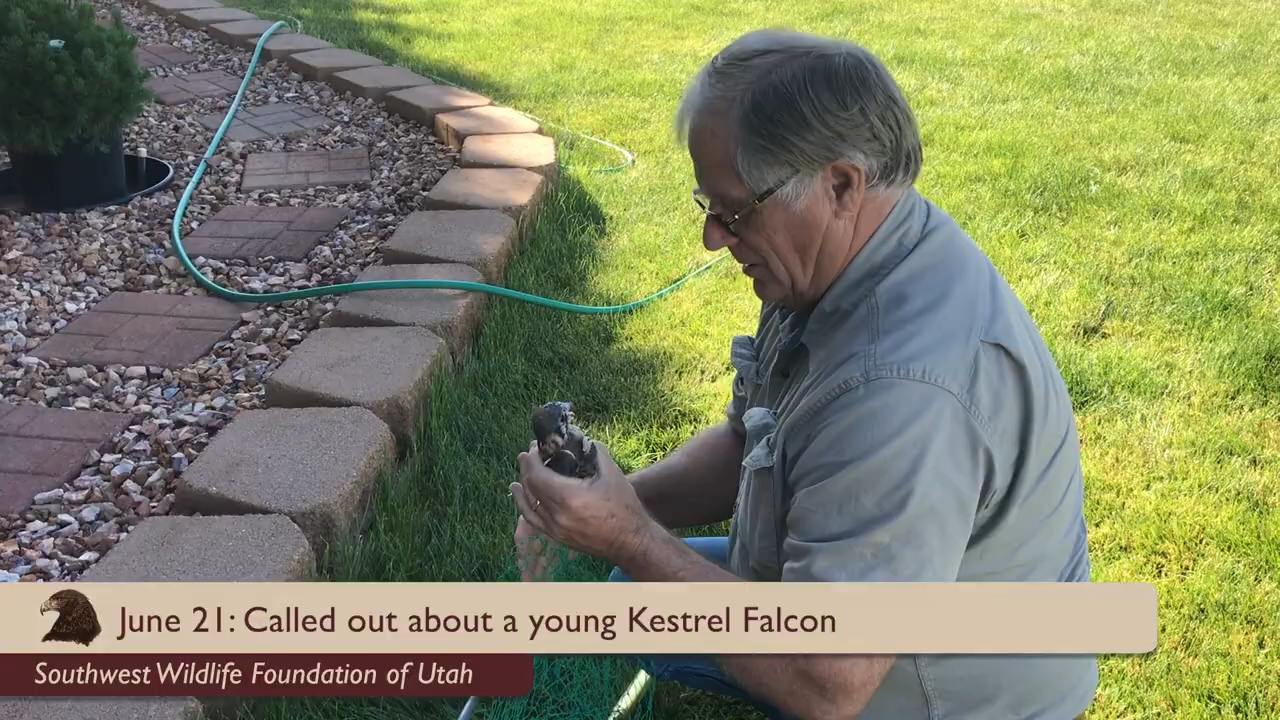 June 21: Called out about a young Kestrel Falcon
Southwest Wildlife Foundation of Utah